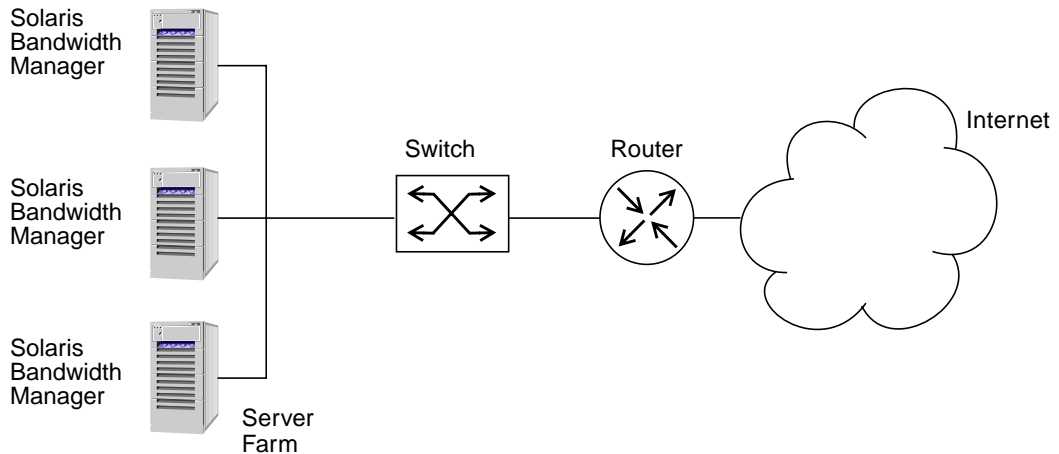 Solaris
Bandwidth
Manager
Internet
Switch
Router
Solaris
Bandwidth
Manager
Solaris
Bandwidth
Manager
Server
Farm